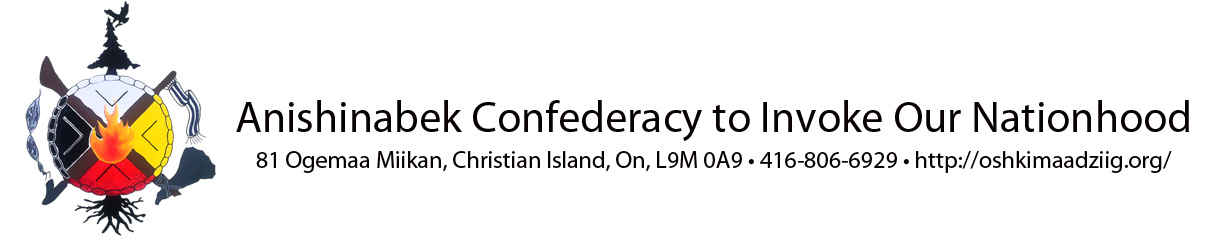 Anishinabek Confederacy to Invoke Our Nationhood
81 Ogemaa Miikan, Christian Island, On, L9M 0A9 • 416-806-6929 • http://oshkimaadziig.org/